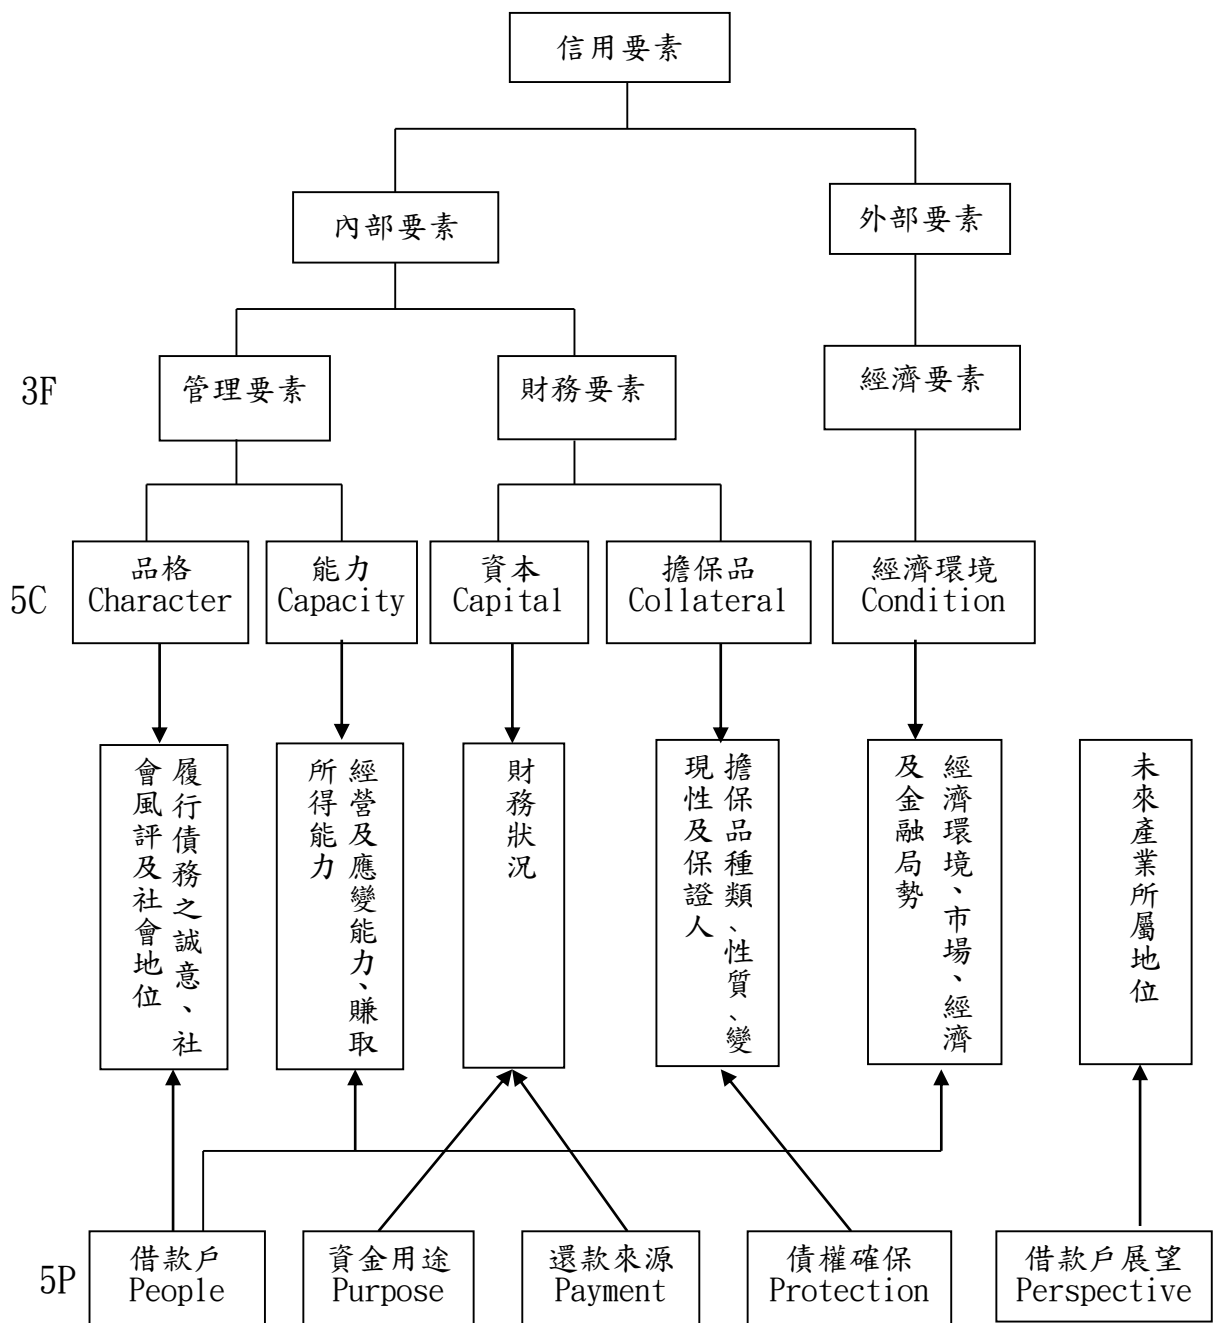 信用要素
內部要素
外部要素
3F
管理要素
財務要素
經濟要素
5C
品格
Character
能力
Capacity
資本
Capital
擔保品
Collateral
經濟環境
Condition
履行債務之誠意、社
會風評及社會地位
經營及應變能力、賺取
所得能力
財務狀況
擔保品種類、性質、變
現性及保證人
經濟環境、市場、經濟
及金融局勢
未來產業所屬地位
5P
借款戶
People
資金用途
Purpose
還款來源
Payment
債權確保
Protection
借款戶展望
Perspective